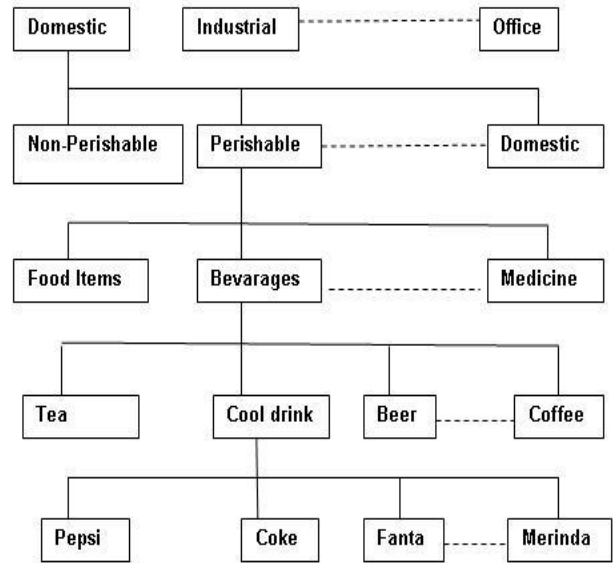 Domestic
Industrial
Office
Non-Perishable
Perishable
Domestic
Food Items
Bevarages
Medicine
Tea
Cool drink
Beer
Coffee
Pepsi
Coke
Fanta
Merinda